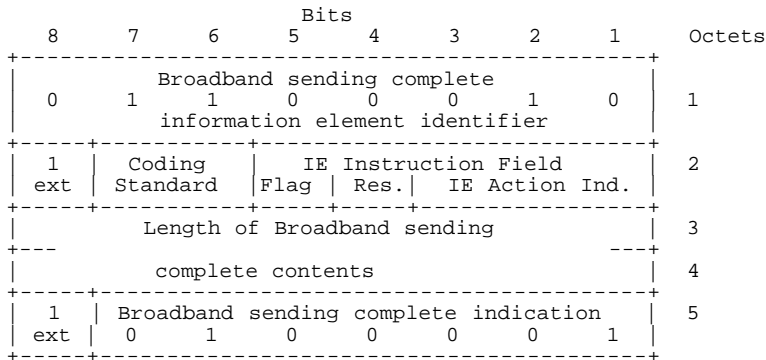 Bits
8 7 6 5 4 3 2 1 Octets
+-----------------------------------------------+
| Broadband sending complete |
| 0 1 1 0 0 0 1 0 | 1
| information element identifier |
+-----+-----------+-----------------------------+
| 1 | Coding | IE Instruction Field | 2
| ext | Standard |Flag | Res.| IE Action Ind. |
+-----+-----------+-----+-----+-----------------+
| Length of Broadband sending | 3
+--- ---+
| complete contents | 4
+-----+-----------------------------------------+
| 1 | Broadband sending complete indication | 5
| ext | 0 1 0 0 0 0 1 |
+-----+-----------------------------------------+